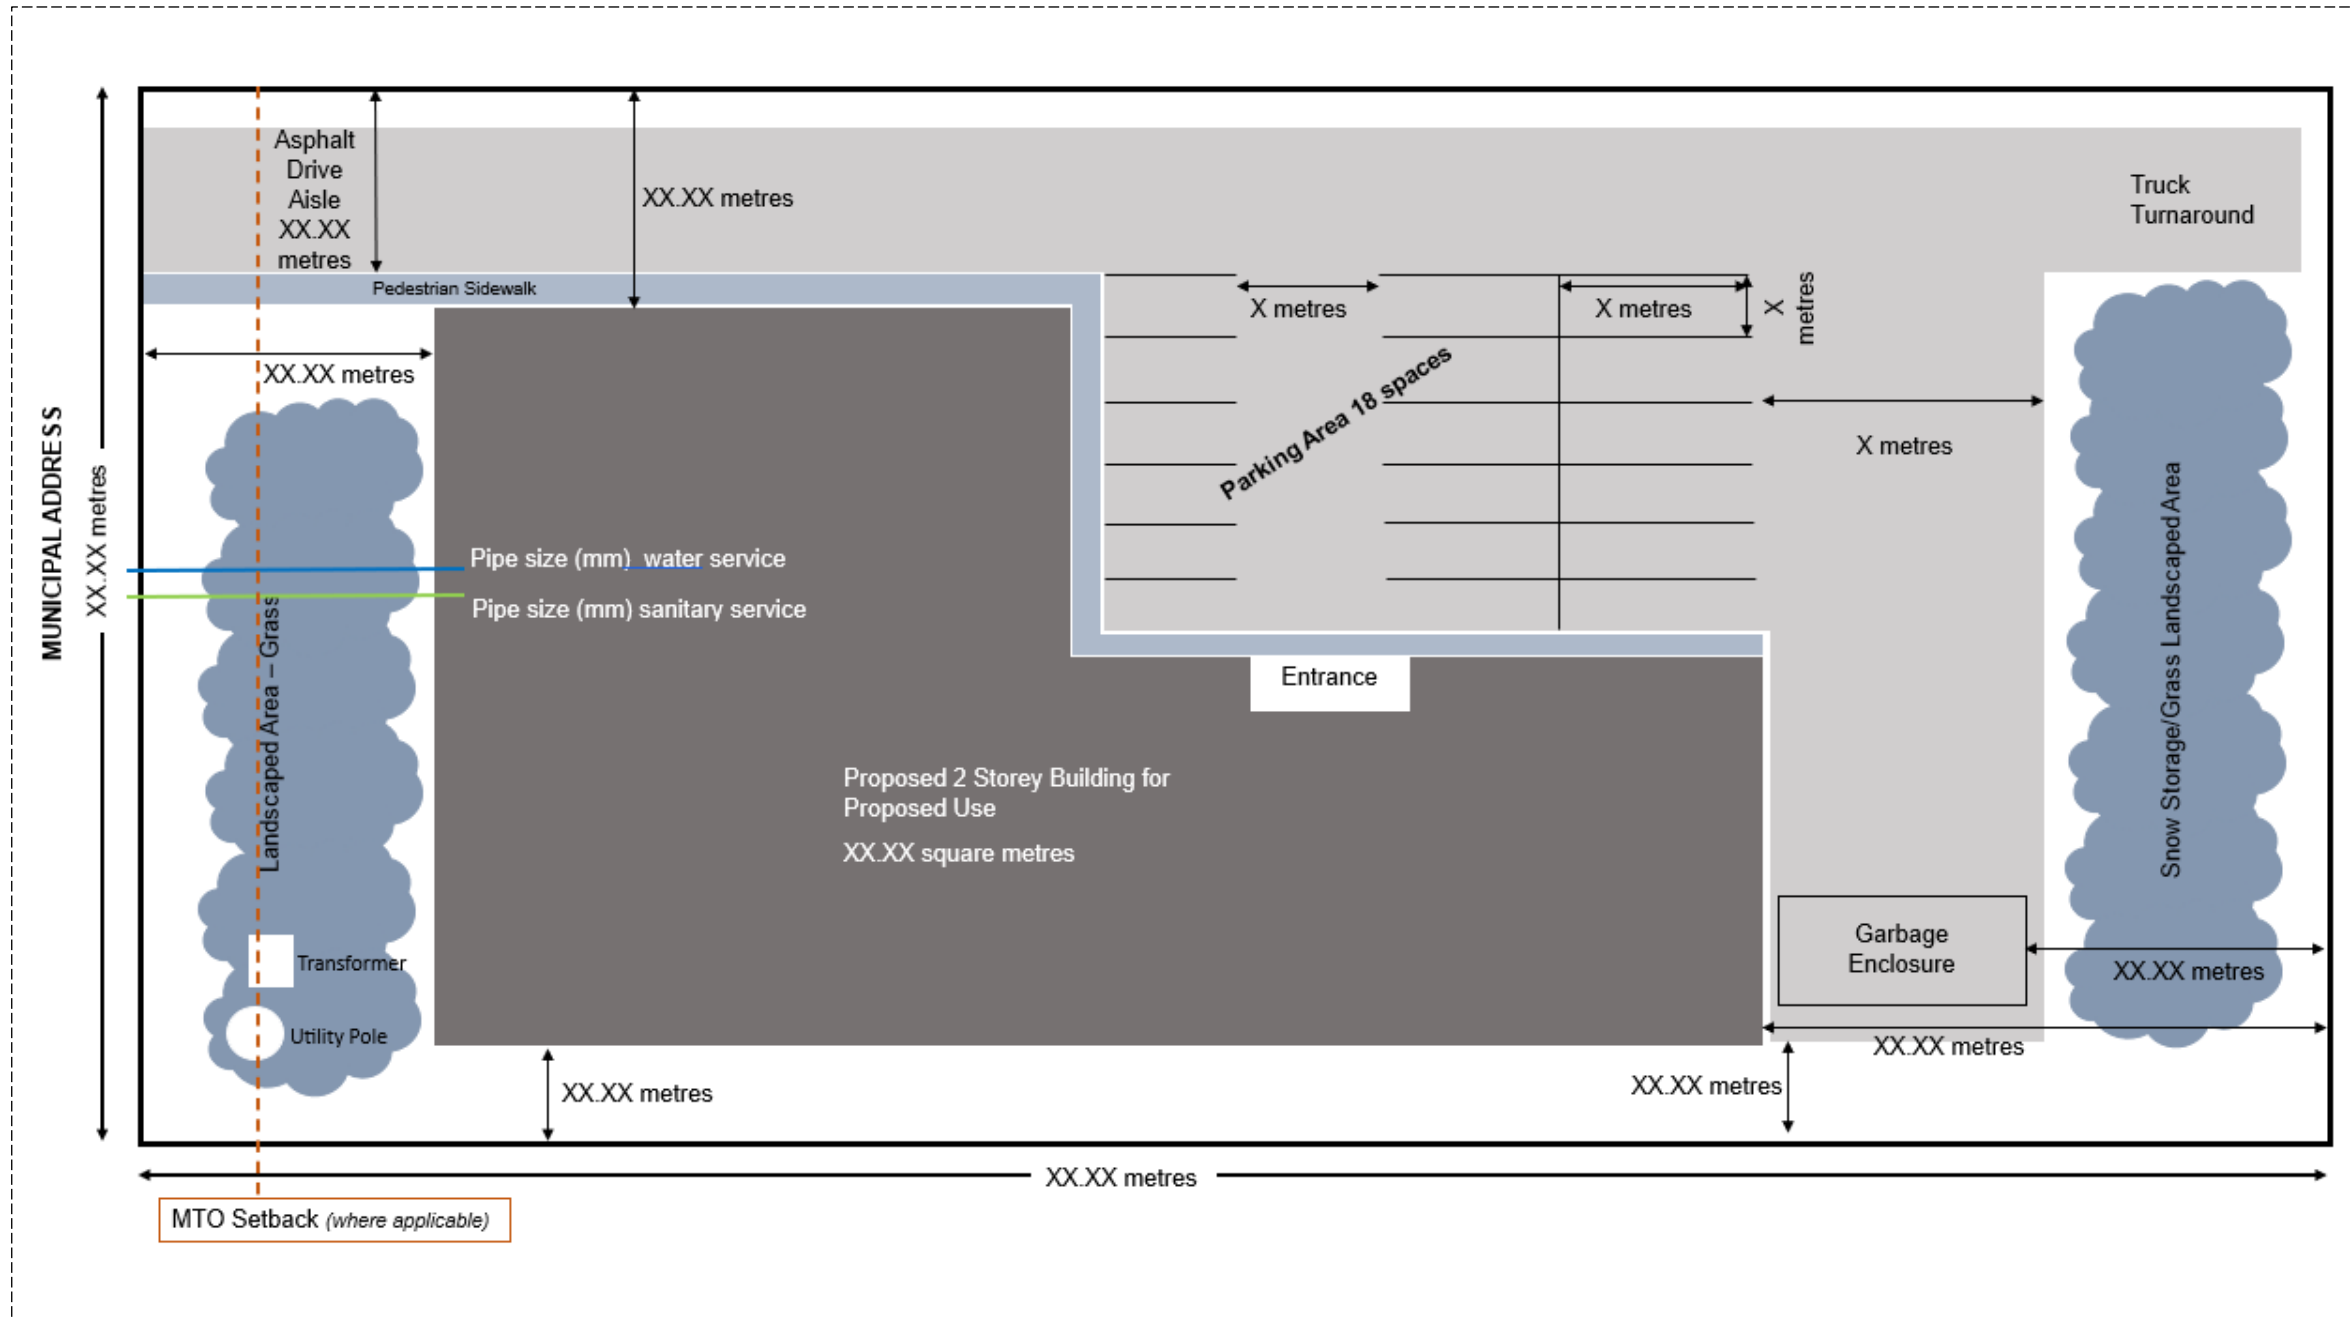 Asphalt
Drive
Aisle
XX.XX
metres
XX.XX metres
Truck
Turnaround
Pedestrian Sidewalk
X metres
X metres
X
metres
XX.XX metres
Parking Area 18 spaces
X metres
MUNICIPAL ADDRESS
XX.XX metres
Pipe size (mm)  water service
Pipe size (mm) sanitary service
Landscaped Area – Grass
Snow Storage/Grass Landscaped Area
Entrance
Proposed 2 Storey Building for
Proposed Use
XX.XX square metres
Garbage
Enclosure
Transformer
XX.XX metres
Utility Pole
XX.XX metres
XX.XX metres
XX.XX metres
XX.XX metres
MTO Setback (where applicable)